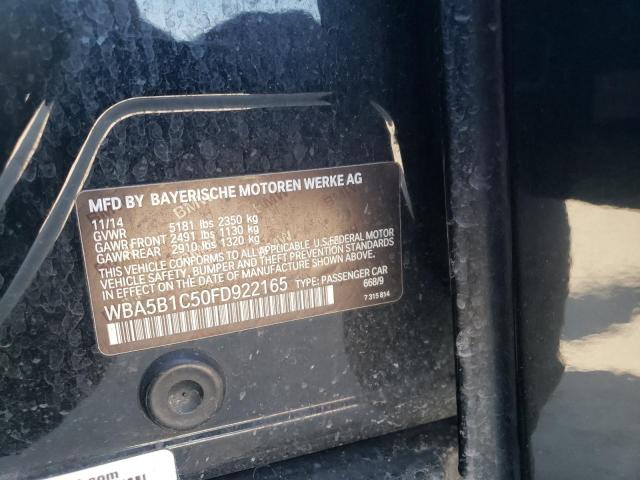 MFD BY BAYERISCHE MOTOREN WERKE AG
11/14
GVWR 5181 lbs 2350 kg
GAWR FRONT 2491 lbs 1130 kg
GAWR REAR 2910 lbs 1320 kg
THIS VEHICLE CONFORMS TO ALL APPLICABLE U.S. FEDERAL MOTOR
VEHICLE SAFETY, BUMPER AND THEFT PREVENTION STANDARDS
IN EFFECT ON THE DATE OF MANUFACTURE SHOWN ABOVE.
WBA5B1C50FD922165 TYPE: PASSENGER CAR
668/9
7 315 814
.com